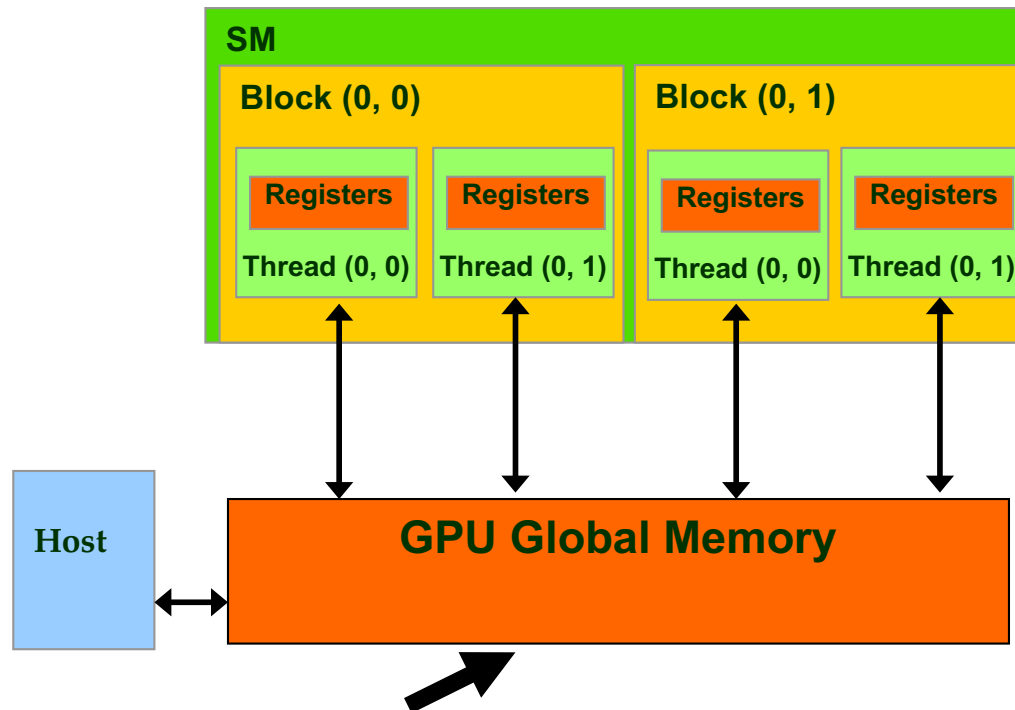 SM
Block (0, 0)
Block (0, 1)
Registers
Registers
Registers
Registers
Thread (0, 0)
Thread (0, 1)
Thread (0, 0)
Thread (0, 1)
Host
GPU Global Memory